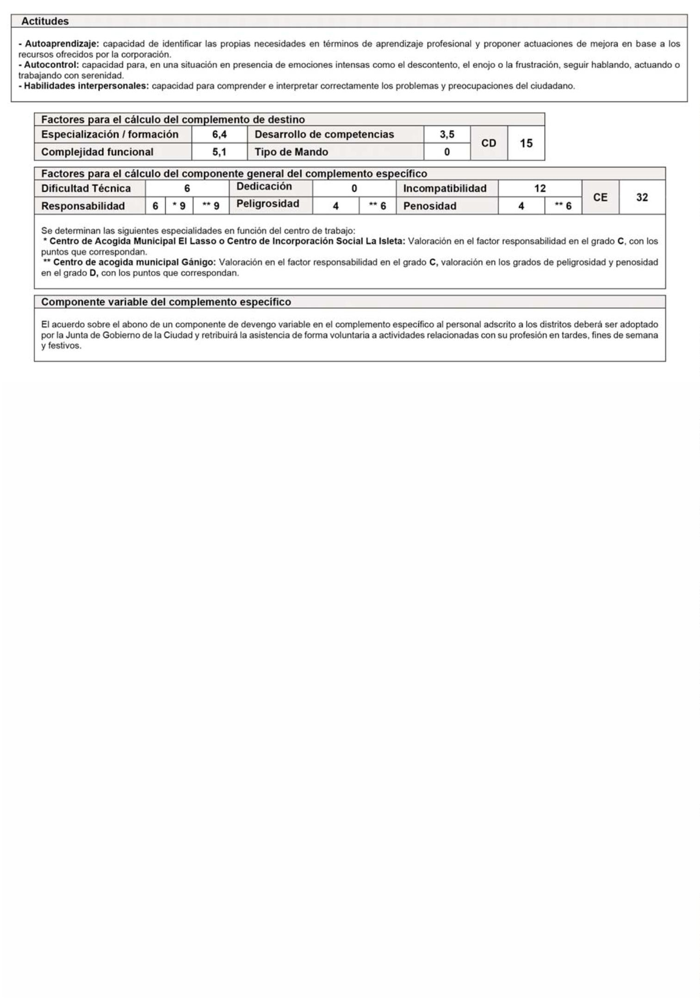 Actitudes
- Autoaprendizaje: capacidad de identificar las propias necesidades en términos de aprendizaje profesional y proponer actuaciones de mejora en base a los
recursos ofrecidos por la corporación.
- Autocontrol: capacidad para, en una situación en presencia de emociones intensas como el descontento, el enojo o la frustración, seguir hablando, actuando o
trabajando con serenidad.
- Habilidades interpersonales: capacidad para comprender e interpretar correctamente los problemas y preocupaciones del ciudadano.
Factores para el cálculo del complemento de destino
Especialización / formación 6,4 Desarrollo de competencias 3,5 CD 15
Complejidad funcional 5,1 Tipo de Mando 0
Factores para el cálculo del componente general del complemento específico
Dificultad Técnica 6 Dedicación 0 Incompatibilidad 12 CE 32
Responsabilidad 6 * 9 ** 9 Peligrosidad 4 ** 6 Penosidad 4 ** 6
Se determinan las siguientes especialidades en función del centro de trabajo:
* Centro de Acogida Municipal El Lasso o Centro de Incorporación Social La Isleta: Valoración en el factor responsabilidad en el grado C, con los
puntos que correspondan.
** Centro de acogida municipal Gánigo: Valoración en el factor responsabilidad en el grado C, valoración en los grados de peligrosidad y penosidad
en el grado D, con los puntos que correspondan.
Componente variable del complemento específico
El acuerdo sobre el abono de un componente de devengo variable en el complemento específico al personal adscrito a los distritos deberá ser adoptado
por la Junta de Gobierno de la Ciudad y retribuirá la asistencia de forma voluntaria a actividades relacionadas con su profesión en tardes, fines de semana
y festivos.